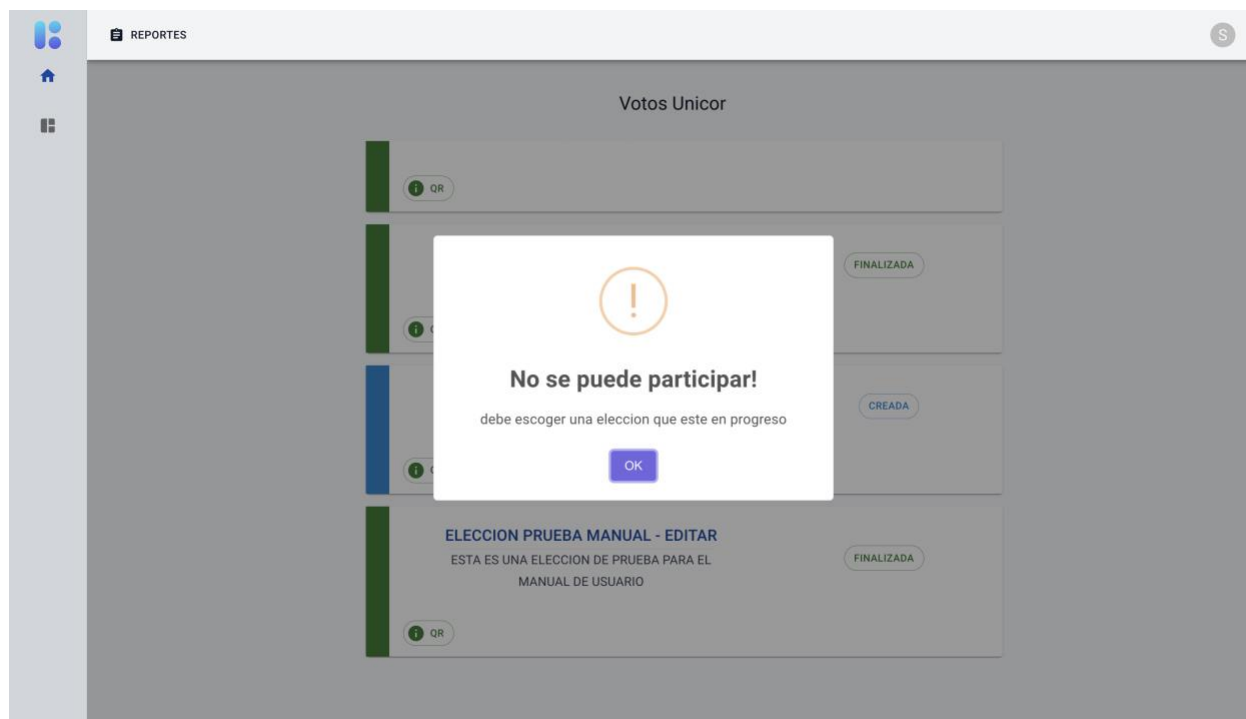 REPORTES
S
Votos Unicor
QR
FINALIZADA
!
No se puede participar!
debe escoger una eleccion que este en progreso
CREADA
OK
ELECCION PRUEBA MANUAL - EDITAR
ESTA ES UNA ELECCION DE PRUEBA PARA EL
MANUAL DE USUARIO
FINALIZADA
QR